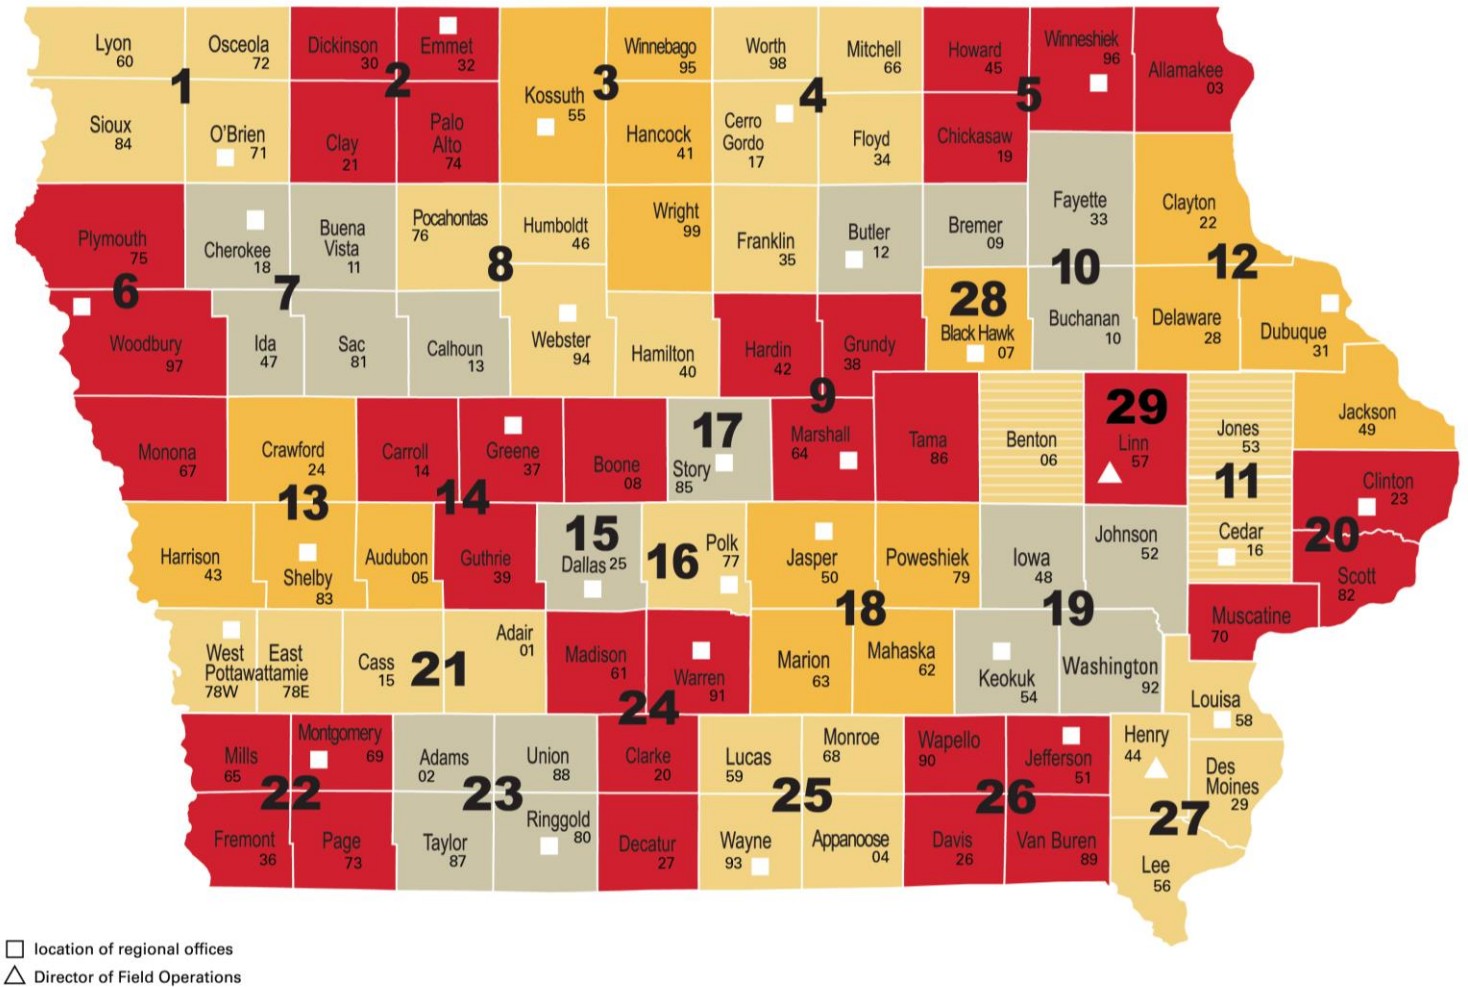 Lyon
60
Osceola
72
Dickinson
30
Emmet
32
Kossuth
55
Winnebago
95
Worth
98
Mitchell
66
Howard
45
Winneshiek
96
Allamakee
03
1
2
3
4
5
Sioux
84
O'Brien
71
Clay
21
Palo
Alto
74
Hancock
41
Cerro
Gordo
17
Floyd
34
Chickasaw
19
Plymouth
75
Cherokee
18
Buena
Vista
11
Pocahontas
76
Humboldt
46
Wright
99
Franklin
35
Butler
12
Bremer
09
Fayette
33
Clayton
22
6
7
8
28
10
12
Woodbury
97
Ida
47
Sac
81
Calhoun
13
Webster
94
Hamilton
40
Hardin
42
Grundy
38
Black Hawk
07
Buchanan
10
Delaware
28
Dubuque
31
9
Monona
67
Crawford
24
Carroll
14
Greene
37
Boone
08
17
Story
85
Marshall
64
Tama
86
Benton
06
29
Linn
57
Jones
53
Jackson
49
13
14
11
Clinton
23
Harrison
43
Shelby
83
Audubon
05
Guthrie
39
15
Dallas 25
16
Polk
77
Jasper
50
Poweshiek
79
Iowa
48
Johnson
52
Cedar
16
20
Scott
82
18
19
Muscatine
70
West
Pottawattamie
78W
East
78E
Cass
15
21
Adair
01
Madison
61
Warren
91
Marion
63
Mahaska
62
Keokuk
54
Washington
92
Louisa
58
24
Mills
65
Montgomery
69
Adams
02
Union
88
Clarke
20
Lucas
59
Monroe
68
Wapello
90
Jefferson
51
Henry
44
Des
Moines
29
22
23
25
26
27
Fremont
36
Page
73
Taylor
87
Ringgold
80
Decatur
27
Wayne
93
Appanoose
04
Davis
26
Van Buren
89
Lee
56
location of regional offices
Director of Field Operations